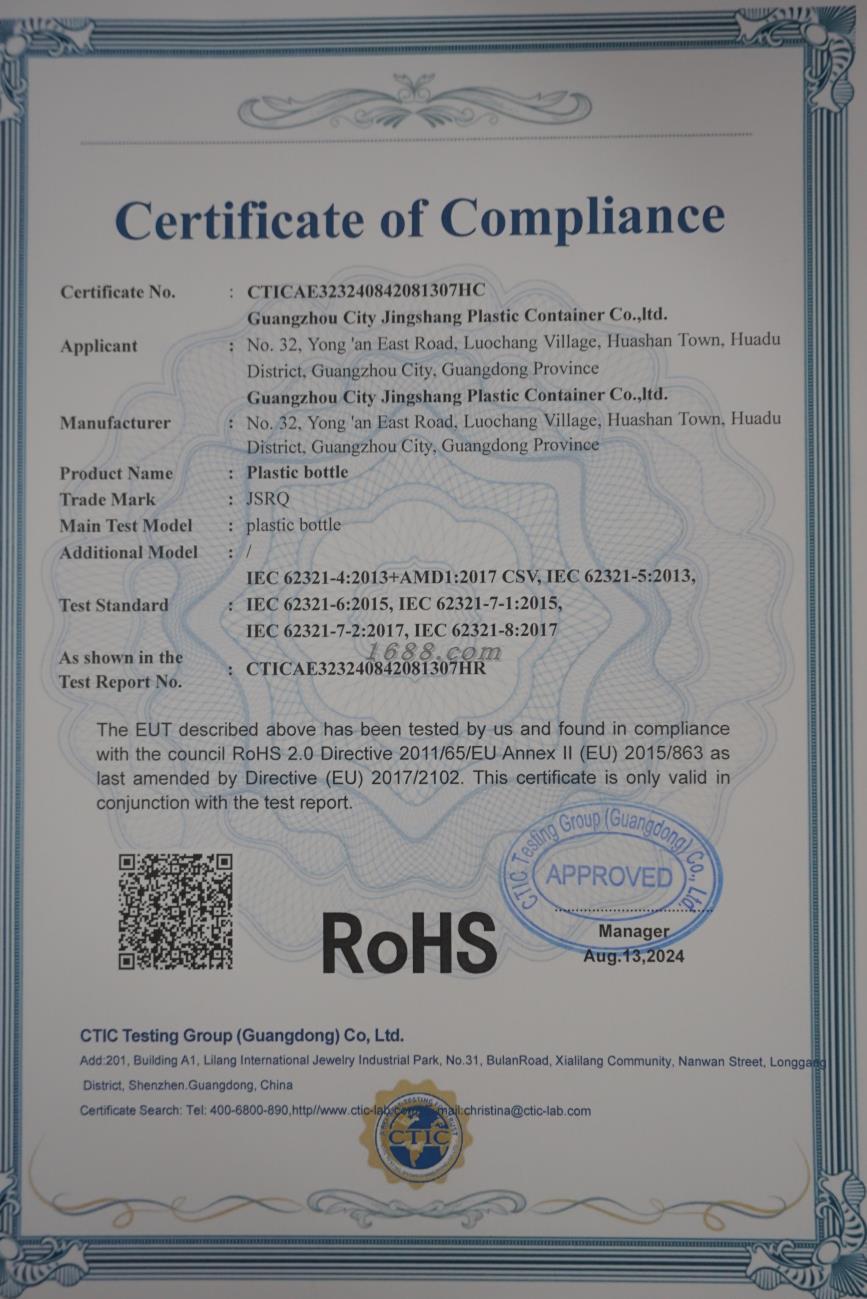 Certificate of Compliance
Certificate No. : CTICAE323240842081307HC
Guangzhou City Jingshang Plastic Container Co.,ltd.
Applicant : No. 32, Yong 'an East Road, Luochang Village, Huashan Town, Huadu
District, Guangzhou City, Guangdong Province
Guangzhou City Jingshang Plastic Container Co.,ltd.
Manufacturer : No. 32, Yong 'an East Road, Luochang Village, Huashan Town, Huadu
District, Guangzhou City, Guangdong Province
Product Name : Plastic bottle
Trade Mark : JSRQ
Main Test Model : plastic bottle
Additional Model : /
IEC 62321-4:2013+AMD1:2017 CSV, IEC 62321-5:2013,
Test Standard : IEC 62321-6:2015, IEC 62321-7-1:2015,
IEC 62321-7-2:2017, IEC 62321-8:2017
1688.com
As shown in the
Test Report No. : CTICAE323240842081307HR
The EUT described above has been tested by us and found in compliance
with the council RoHS 2.0 Directive 2011/65/EU Annex II (EU) 2015/863 as
last amended by Directive (EU) 2017/2102. This certificate is only valid in
conjunction with the test report.
CTIC Testing Group (Guangdong) Co., Ltd.
APPROVED
RoHS
Manager
Aug.13,2024
CTIC Testing Group (Guangdong) Co, Ltd.
Add:201, Building A1, Lilang International Jewelry Industrial Park, No.31, BulanRoad, Xialilang Community, Nanwan Street, Longgang
District, Shenzhen.Guangdong, China
Certificate Search: Tel: 400-6800-890,http//www.ctic-lab.com mail:christina@ctic-lab.com
CTIC